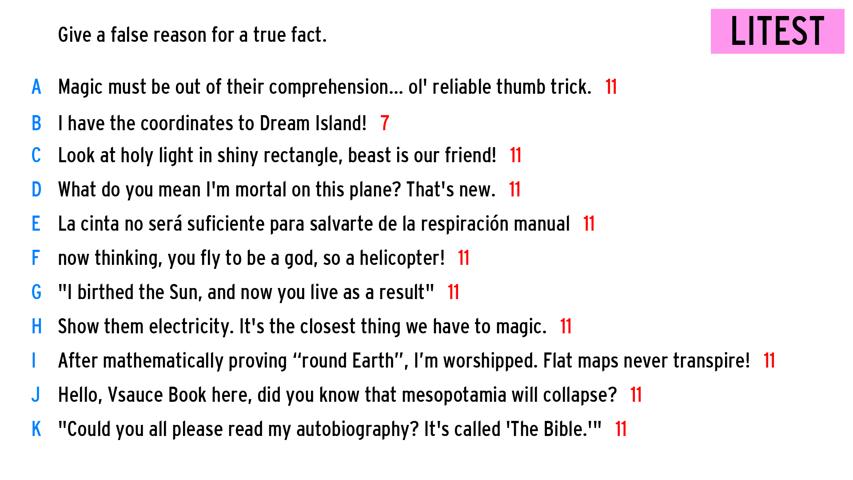 Give a false reason for a true fact.
LITEST
A Magic must be out of their comprehension... ol' reliable thumb trick. 11
B I have the coordinates to Dream Island! 7
C Look at holy light in shiny rectangle, beast is our friend! 11
D What do you mean I'm mortal on this plane? That's new. 11
E La cinta no será suficiente para salvarte de la respiración manual 11
F now thinking, you fly to be a god, so a helicopter! 11
G "I birthed the Sun, and now you live as a result" 11
H Show them electricity. It's the closest thing we have to magic. 11
I After mathematically proving “round Earth”, I’m worshipped. Flat maps never transpire! 11
J Hello, Vsauce Book here, did you know that mesopotamia will collapse? 11
K "Could you all please read my autobiography? It's called 'The Bible.'" 11